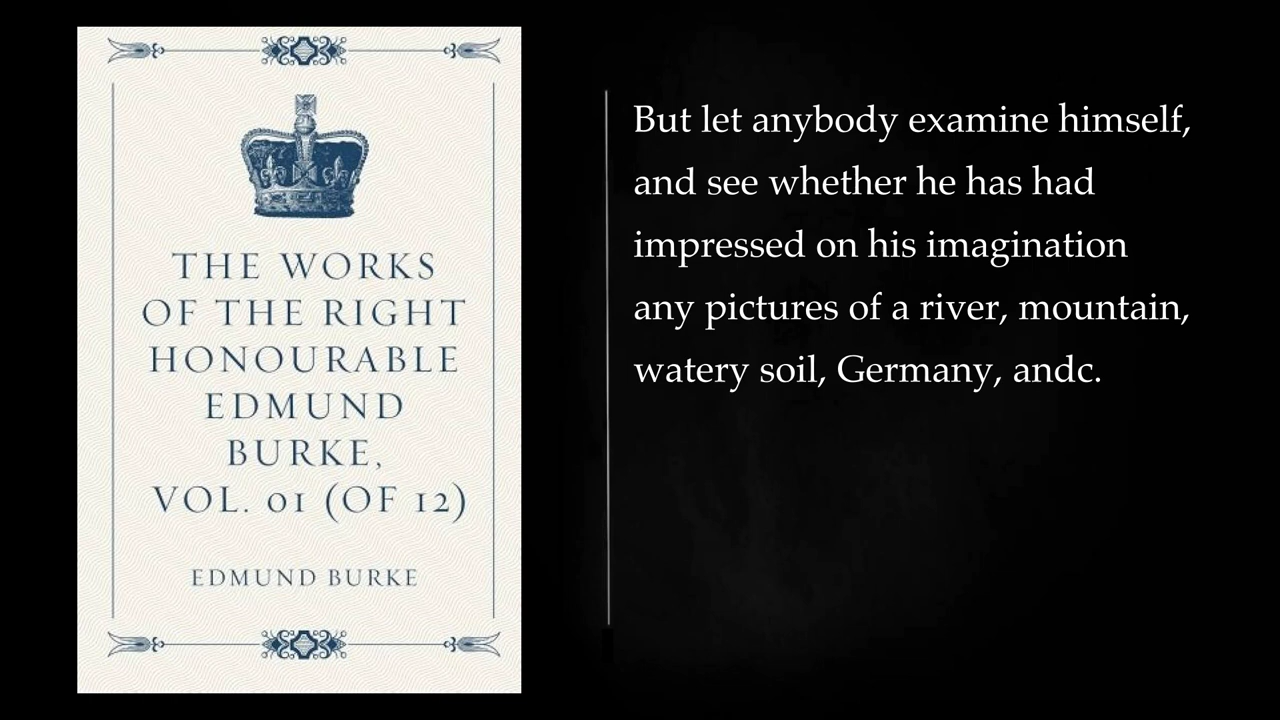 THE WORKS
OF THE RIGHT
HONOURABLE
EDMUND
BURKE,
VOL. 01 (OF 12)
EDMUND BURKE
But let anybody examine himself,
and see whether he has had
impressed on his imagination
any pictures of a river, mountain,
watery soil, Germany, andc.